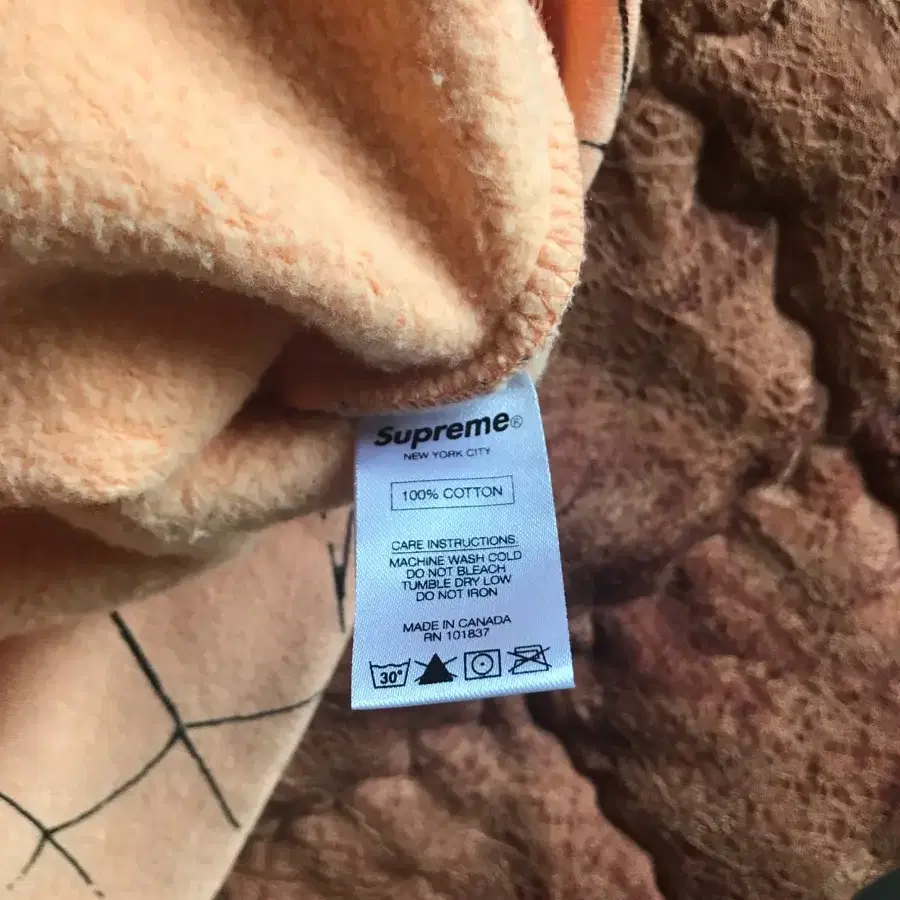 Supreme®
NEW YORK CITY
100% COTTON
CARE INSTRUCTIONS.
MACHINE WASH COLD
DO NOT BLEACH
TUMBLE DRY LOW
DO NOT IRON
MADE IN CANADA
RN 101837
30°